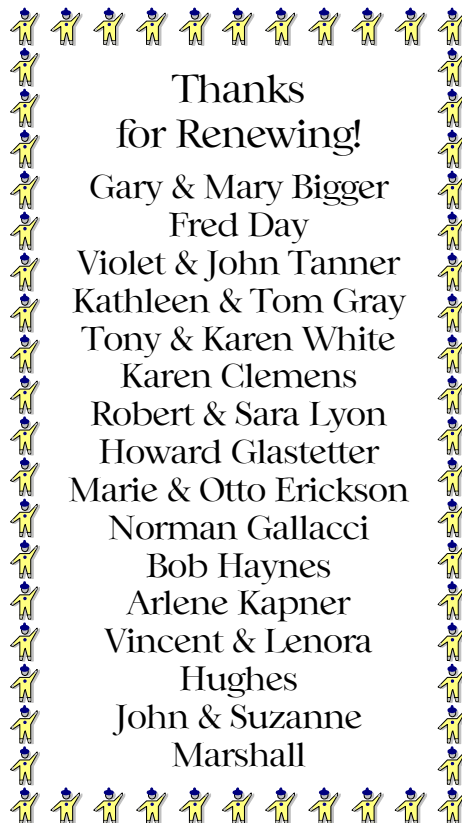 Thanks
for Renewing!
Gary & Mary Bigger
Fred Day
Violet & John Tanner
Kathleen & Tom Gray
Tony & Karen White
Karen Clemens
Robert & Sara Lyon
Howard Glastetter
Marie & Otto Erickson
Norman Gallacci
Bob Haynes
Arlene Kapner
Vincent & Lenora
Hughes
John & Suzanne
Marshall